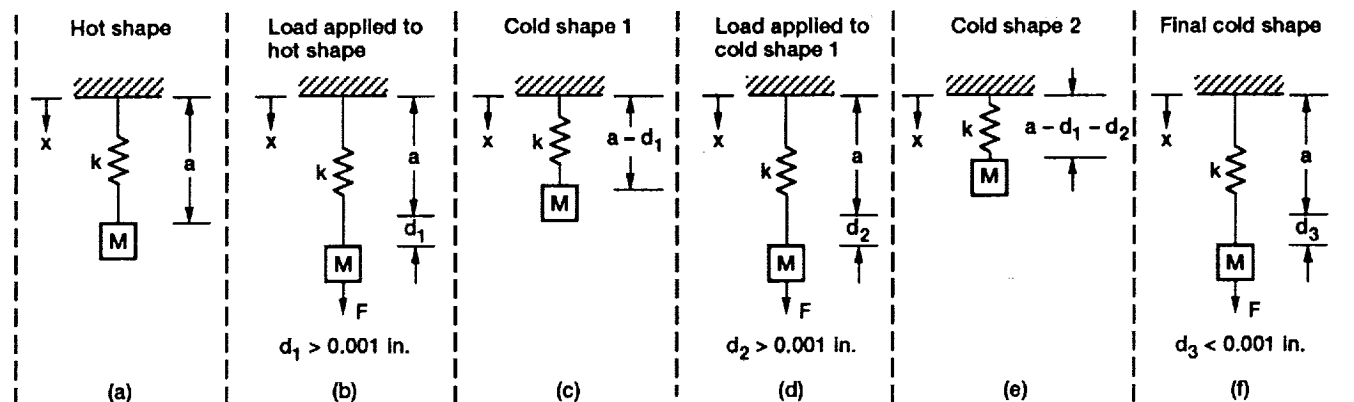 Hot shape
x
k
a
M
(a)
Load applied to
hot shape
x
k
a
d1
M
F
d1 > 0.001 in.
(b)
Cold shape 1
x
k
a – d1
M
(c)
Load applied to
cold shape 1
x
k
a
d2
M
F
d2 > 0.001 in.
(d)
Cold shape 2
x
k
a – d1 – d2
M
(e)
Final cold shape
x
k
a
d3
M
F
d3 < 0.001 in.
(f)